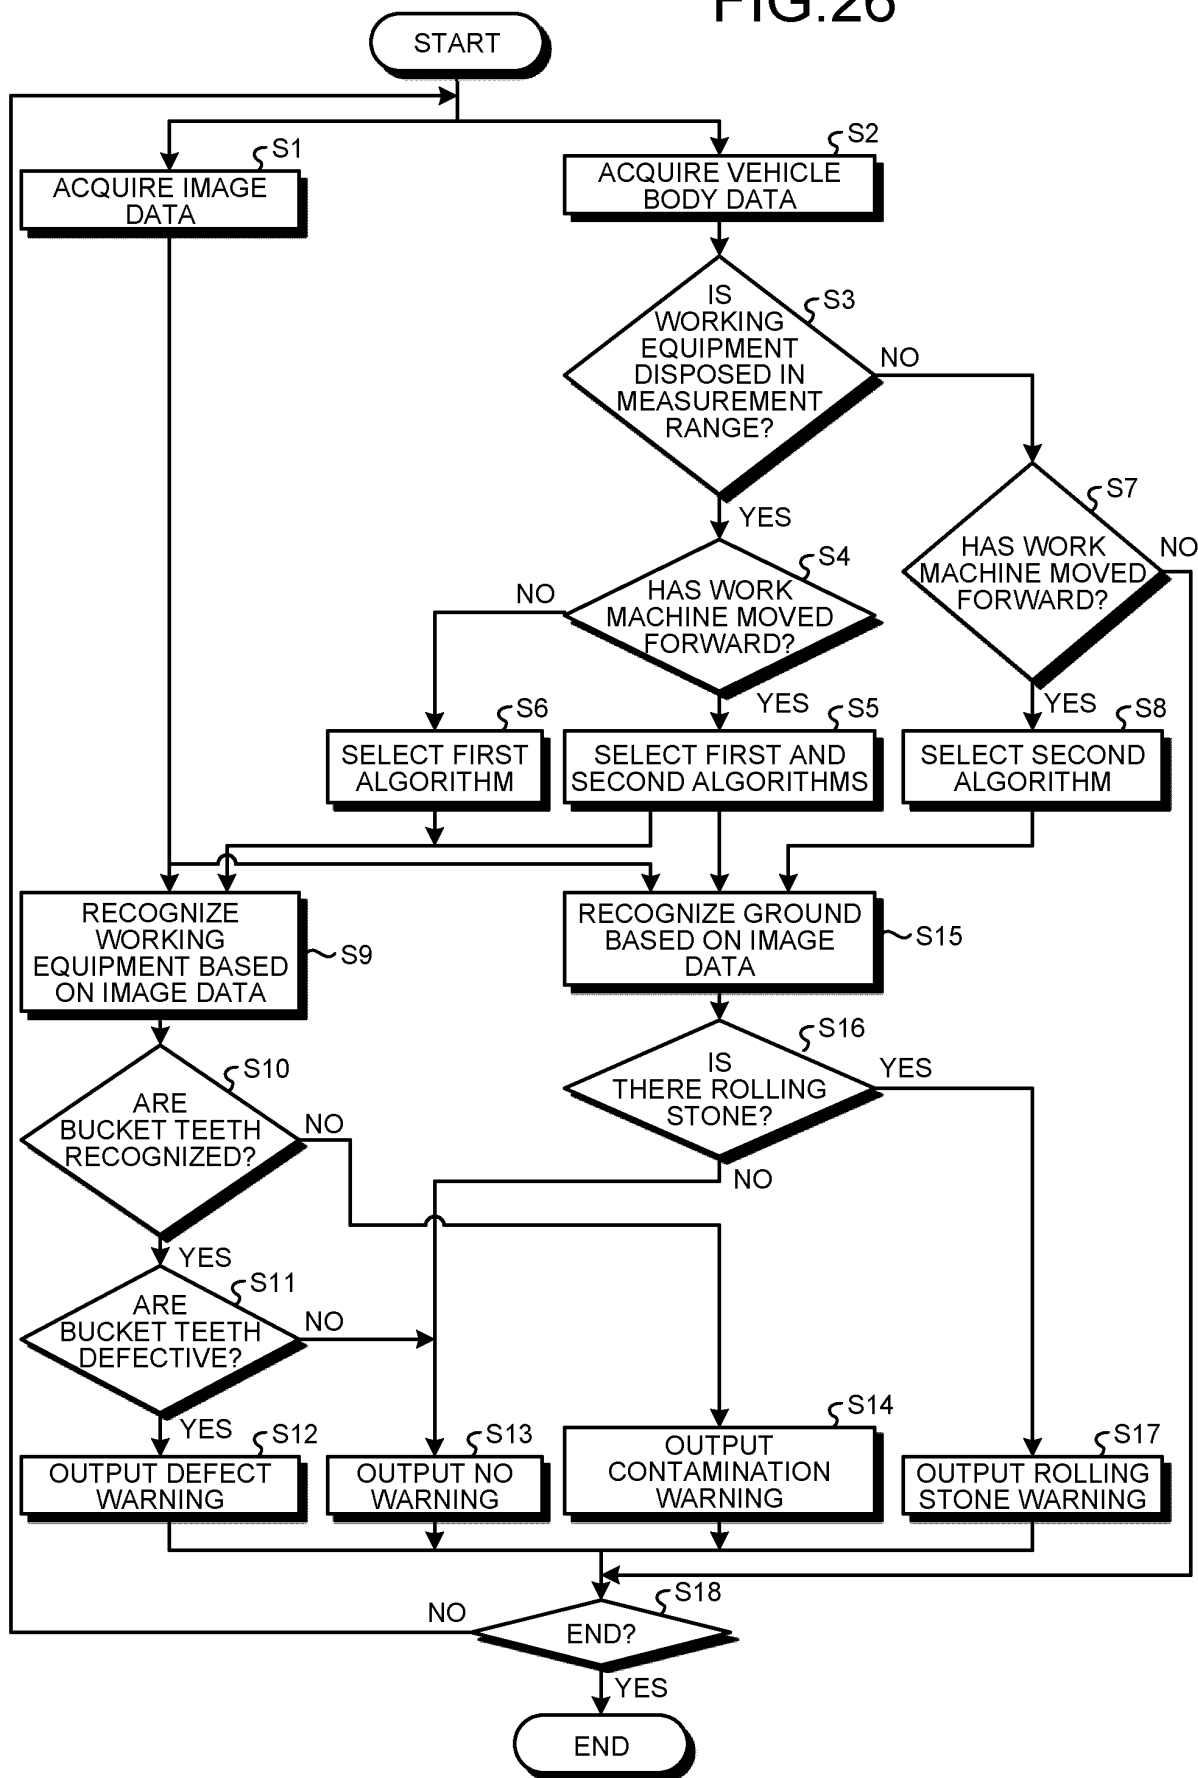 FIG.26
START
S1
ACQUIRE IMAGE
DATA
S2
ACQUIRE VEHICLE
BODY DATA
S3
IS
WORKING
EQUIPMENT
DISPOSED IN
MEASUREMENT
RANGE?
NO
YES
S7
HAS WORK
MACHINE MOVED
FORWARD?
NO
YES
S4
HAS WORK
MACHINE MOVED
FORWARD?
NO
YES
S6
SELECT FIRST
ALGORITHM
S5
SELECT FIRST AND
SECOND ALGORITHMS
S8
SELECT SECOND
ALGORITHM
RECOGNIZE
WORKING
EQUIPMENT BASED
ON IMAGE DATA
S9
RECOGNIZE GROUND
BASED ON IMAGE
DATA
S15
S10
ARE
BUCKET TEETH
RECOGNIZED?
NO
YES
S16
IS
THERE ROLLING
STONE?
YES
NO
S11
ARE
BUCKET TEETH
DEFECTIVE?
NO
YES
S12
OUTPUT DEFECT
WARNING
S13
OUTPUT NO
WARNING
S14
OUTPUT
CONTAMINATION
WARNING
S17
OUTPUT ROLLING
STONE WARNING
S18
END?
NO
YES
END